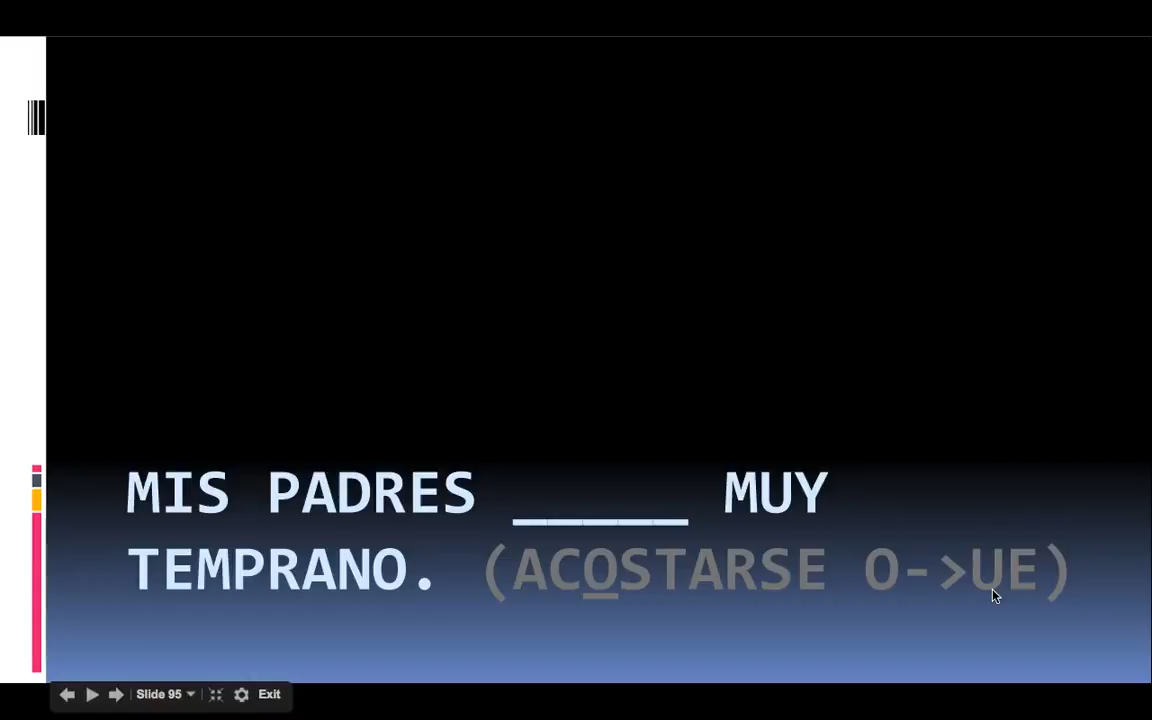 MIS PADRES _____ MUY
TEMPRANO. (ACOSTARSE O->UE)
Slide 95
Exit